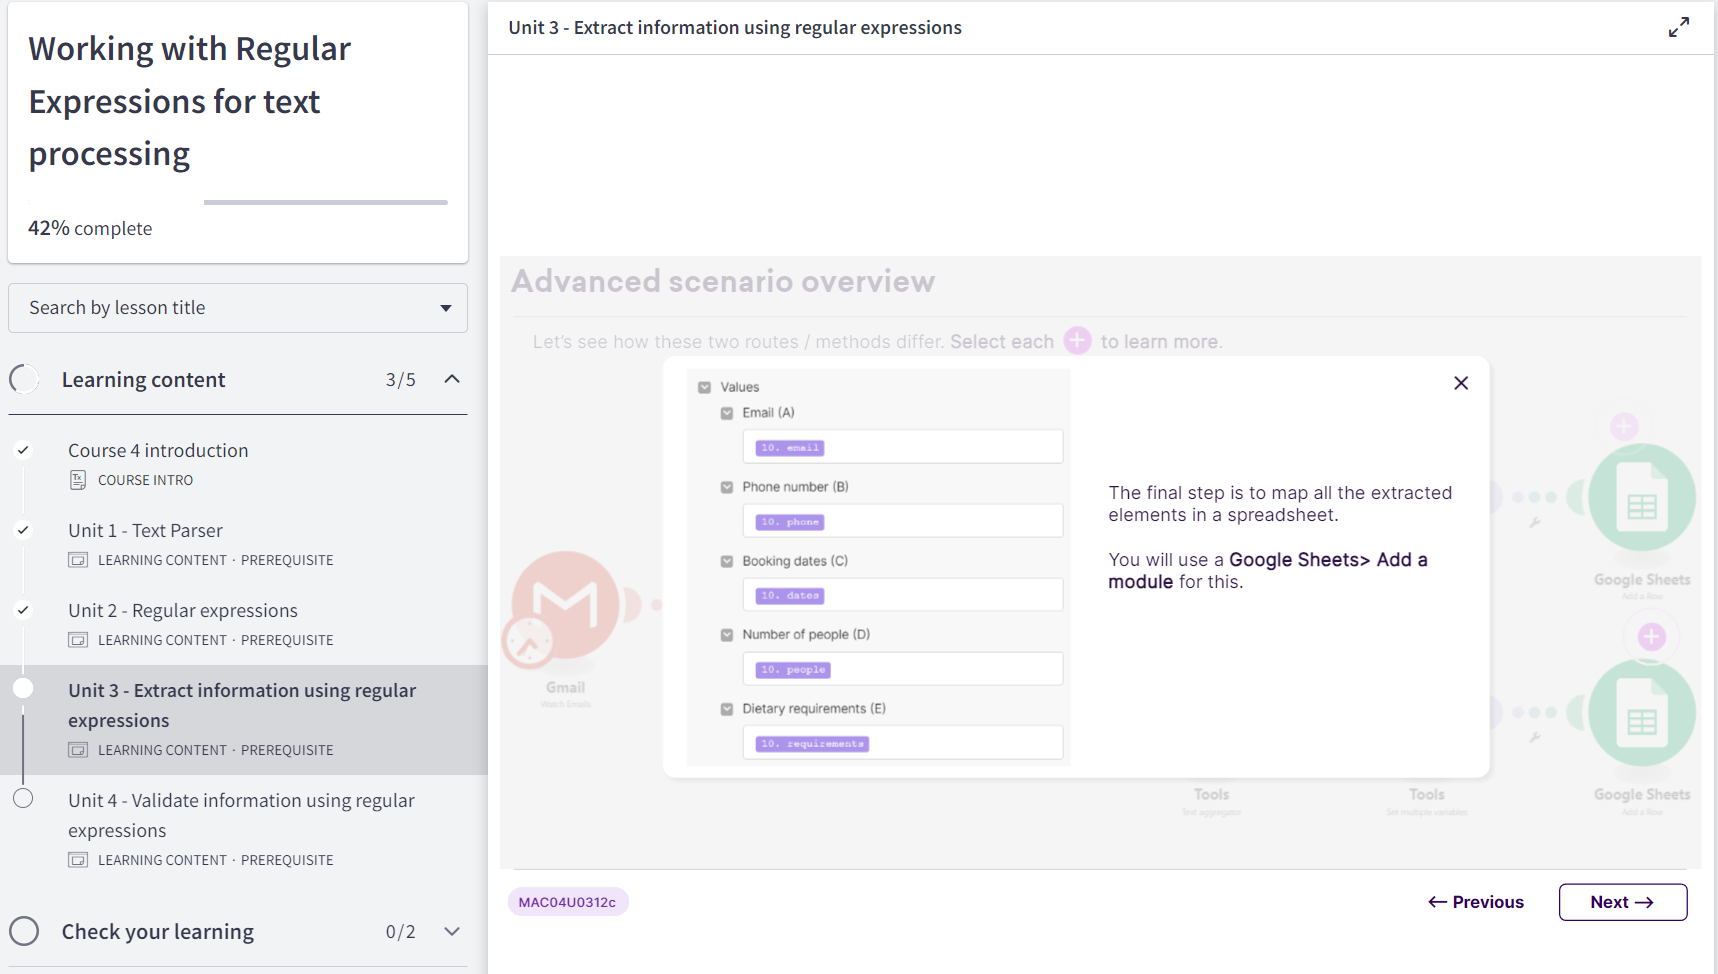 Working with Regular
Expressions for text
processing
42% complete
Search by lesson title
Learning content 3/5
Course 4 introduction
COURSE INTRO
Unit 1 - Text Parser
LEARNING CONTENT · PREREQUISITE
Unit 2 - Regular expressions
LEARNING CONTENT · PREREQUISITE
Unit 3 - Extract information using regular
expressions
LEARNING CONTENT · PREREQUISITE
Unit 4 - Validate information using regular
expressions
LEARNING CONTENT · PREREQUISITE
Check your learning 0/2
Unit 3 - Extract information using regular expressions
Advanced scenario overview
Let's see how these two routes / methods differ. Select each + to learn more.
Values
Email (A)
10. email
Phone number (B)
10. phone
Booking dates (C)
10. dates
Number of people (D)
10. people
Dietary requirements (E)
10. requirements
The final step is to map all the extracted
elements in a spreadsheet.
You will use a Google Sheets> Add a
module for this.
Gmail
Watch Emails
Google Sheets
Add a Row
Tools
Text aggregator
Tools
Set multiple variables
Google Sheets
Add a Row
MAC04U0312c
← Previous
Next →